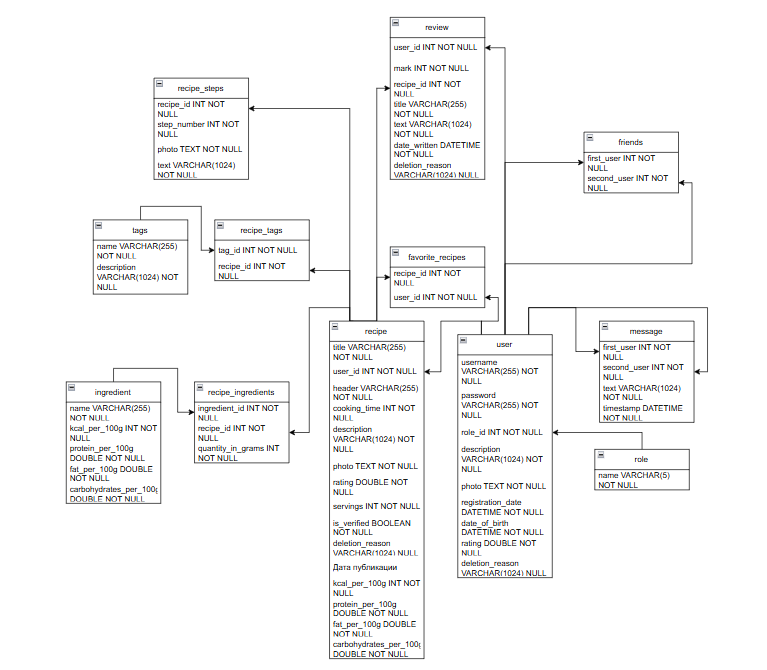 review
user_id INT NOT NULL
mark INT NOT NULL
recipe_id INT NOT
NULL
title VARCHAR(255)
NOT NULL
text VARCHAR(1024)
NOT NULL
date_written DATETIME
NOT NULL
deletion_reason
VARCHAR(1024) NULL
recipe_steps
recipe_id INT NOT
NULL
step_number INT NOT
NULL
photo TEXT NOT NULL
text VARCHAR(1024)
NOT NULL
friends
first_user INT NOT
NULL
second_user INT NOT
NULL
tags
name VARCHAR(255)
NOT NULL
description
VARCHAR(1024) NOT
NULL
recipe_tags
tag_id INT NOT NULL
recipe_id INT NOT
NULL
favorite_recipes
recipe_id INT NOT
NULL
user_id INT NOT NULL
recipe
title VARCHAR(255)
NOT NULL
user_id INT NOT NULL
header VARCHAR(255)
NOT NULL
cooking_time INT NOT
NULL
description
VARCHAR(1024) NOT
NULL
photo TEXT NOT NULL
rating DOUBLE NOT
NULL
servings INT NOT NULL
is_verified BOOLEAN
NOT NULL
deletion_reason
VARCHAR(1024) NULL
Дата публикации
kcal_per_100g INT NOT
NULL
protein_per_100g
DOUBLE NOT NULL
fat_per_100g DOUBLE
NOT NULL
carbohydrates_per_100g
DOUBLE NOT NULL
user
username
VARCHAR(255) NOT
NULL
password
VARCHAR(255) NOT
NULL
role_id INT NOT NULL
description
VARCHAR(1024) NOT
NULL
photo TEXT NOT NULL
registration_date
DATETIME NOT NULL
date_of_birth
DATETIME NOT NULL
rating DOUBLE NOT
NULL
deletion_reason
VARCHAR(1024) NULL
message
first_user INT NOT
NULL
second_user INT NOT
NULL
text VARCHAR(1024)
NOT NULL
timestamp DATETIME
NOT NULL
ingredient
name VARCHAR(255)
NOT NULL
kcal_per_100g INT NOT
NULL
protein_per_100g
DOUBLE NOT NULL
fat_per_100g DOUBLE
NOT NULL
carbohydrates_per_100g
DOUBLE NOT NULL
recipe_ingredients
ingredient_id INT NOT
NULL
recipe_id INT NOT
NULL
quantity_in_grams INT
NOT NULL
role
name VARCHAR(5)
NOT NULL